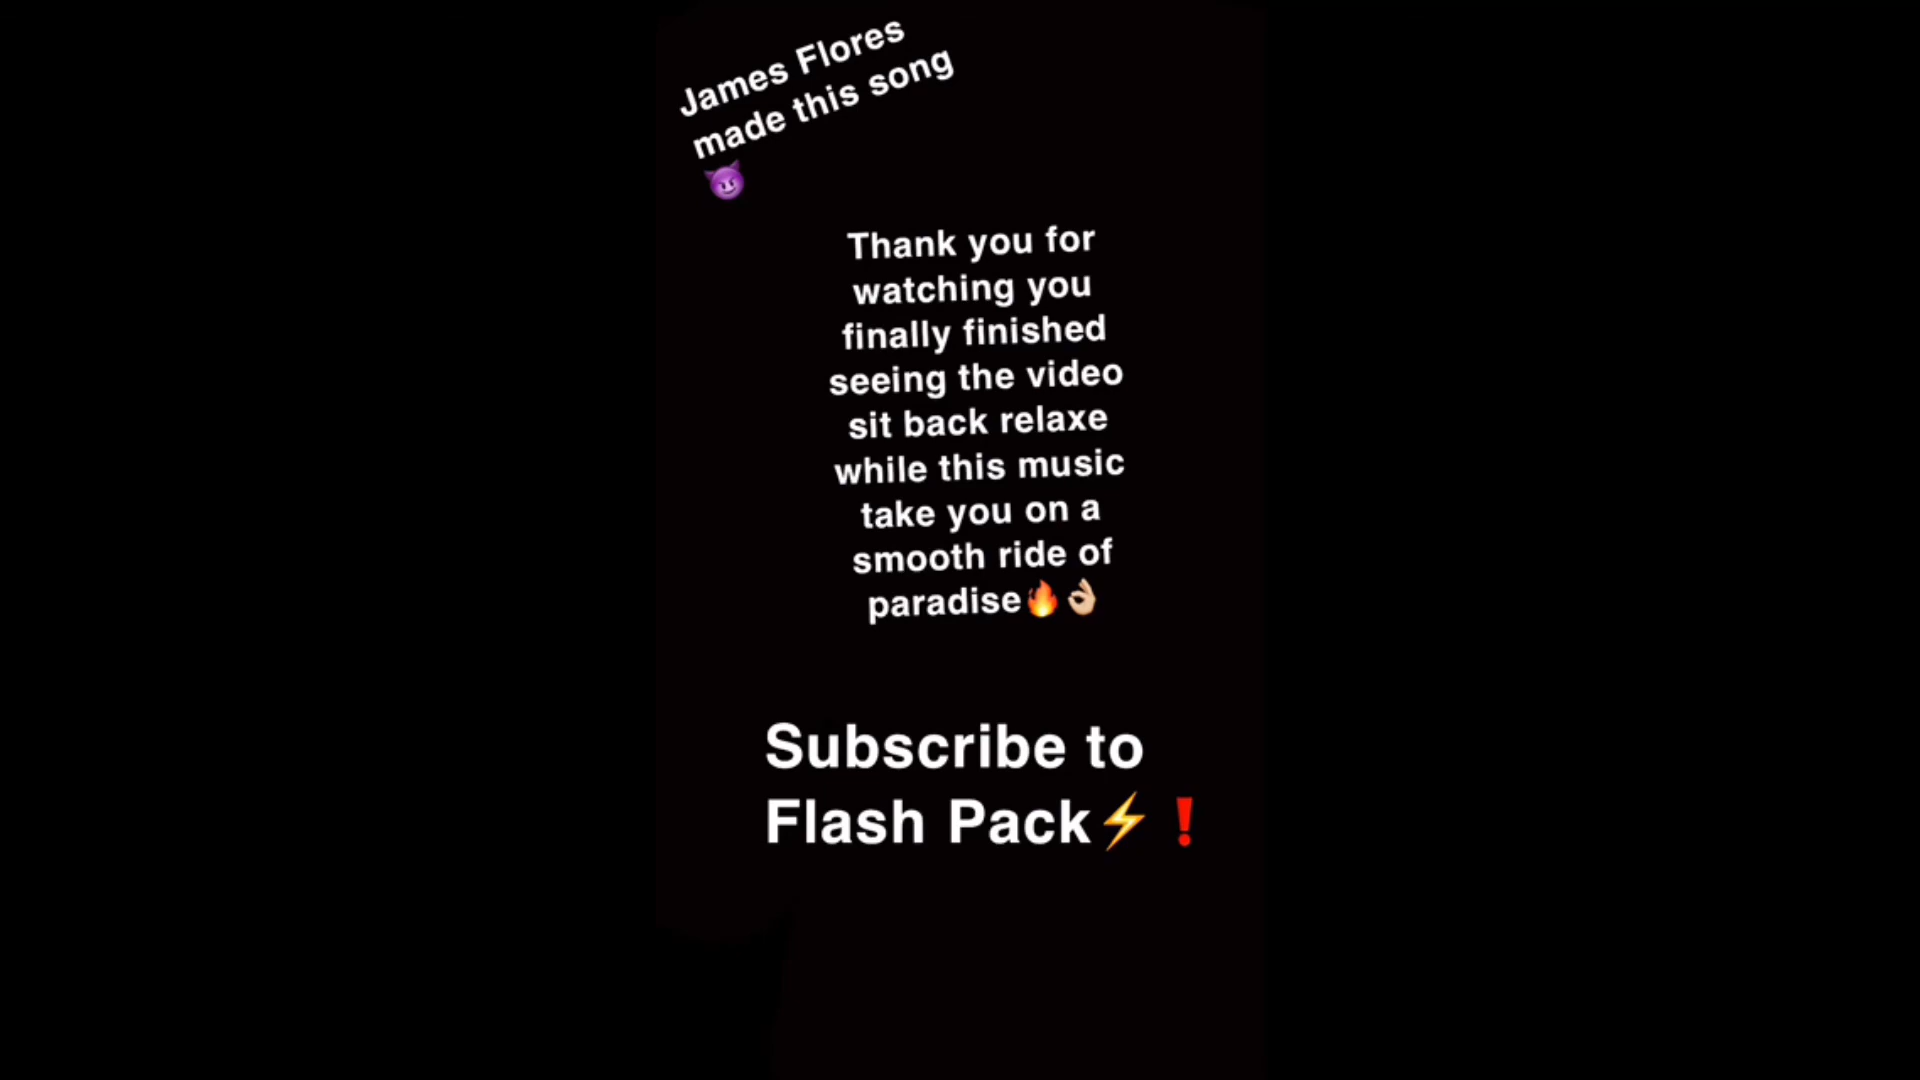 James Flores
made this song
😈
Thank you for
watching you
finally finished
seeing the video
sit back relaxe
while this music
take you on a
smooth ride of
paradise🔥👌🏼
Subscribe to
Flash Pack⚡❗